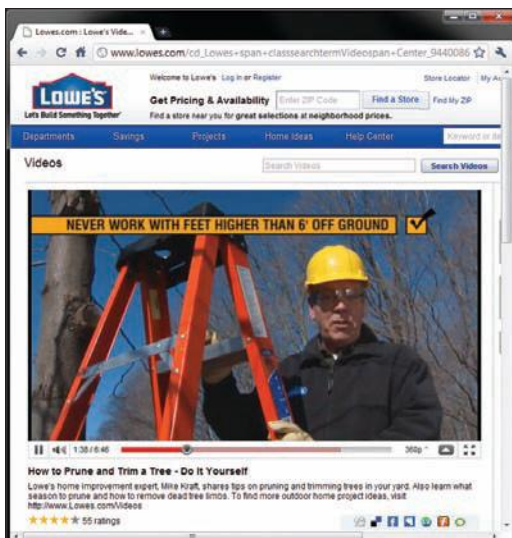 Lowes.com : Lowe's Vide...
www.lowes.com/cd_Lowes+span+classsearchtermVideospan+Center_9440086
Welcome to Lowe's Log in or Register
Store Locator My Ac
LOWE'S
Let's Build Something Together
Get Pricing & Availability
Enter ZIP Code
Find a Store
Find My ZIP
Find a store near you for great selections at neighborhood prices.
Departments Savings Projects Home Ideas Help Center Keyword or Ite
Videos
Search Videos
Search Videos
NEVER WORK WITH FEET HIGHER THAN 6' OFF GROUND
1:38 / 6:46
360p
How to Prune and Trim a Tree - Do It Yourself
Lowe's home improvement expert, Mike Kraft, shares tips on pruning and trimming trees in your yard. Also learn what
season to prune and how to remove dead tree limbs. To find more outdoor home project ideas, visit
http://www.Lowes.com/Videos
55 ratings